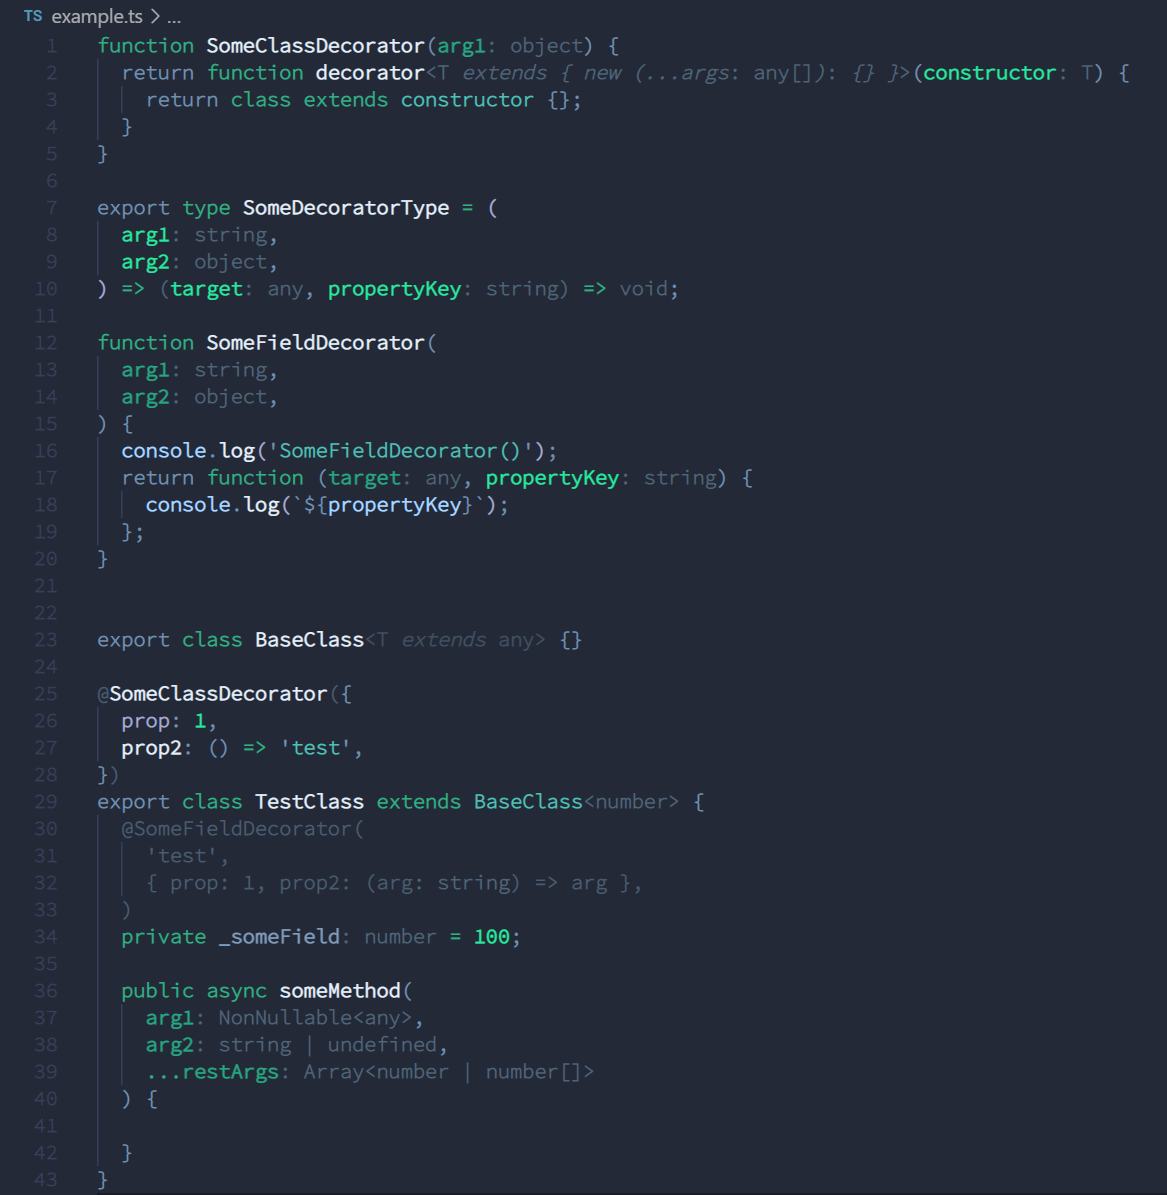 TS example.ts > ...
1 function SomeClassDecorator(arg1: object) {
2   return function decorator<T extends { new (...args: any[]): {} }>(constructor: T) {
3     return class extends constructor {};
4   }
5 }
6
7 export type SomeDecoratorType = (
8   arg1: string,
9   arg2: object,
10 ) => (target: any, propertyKey: string) => void;
11
12 function SomeFieldDecorator(
13   arg1: string,
14   arg2: object,
15 ) {
16   console.log('SomeFieldDecorator()');
17   return function (target: any, propertyKey: string) {
18     console.log(`${propertyKey}`);
19   };
20 }
21
22
23 export class BaseClass<T extends any> {}
24
25 @SomeClassDecorator({
26   prop: 1,
27   prop2: () => 'test',
28 })
29 export class TestClass extends BaseClass<number> {
30   @SomeFieldDecorator(
31     'test',
32     { prop: 1, prop2: (arg: string) => arg },
33   )
34   private _someField: number = 100;
35
36   public async someMethod(
37     arg1: NonNullable<any>,
38     arg2: string | undefined,
39     ...restArgs: Array<number | number[]>
40   ) {
41
42   }
43 }